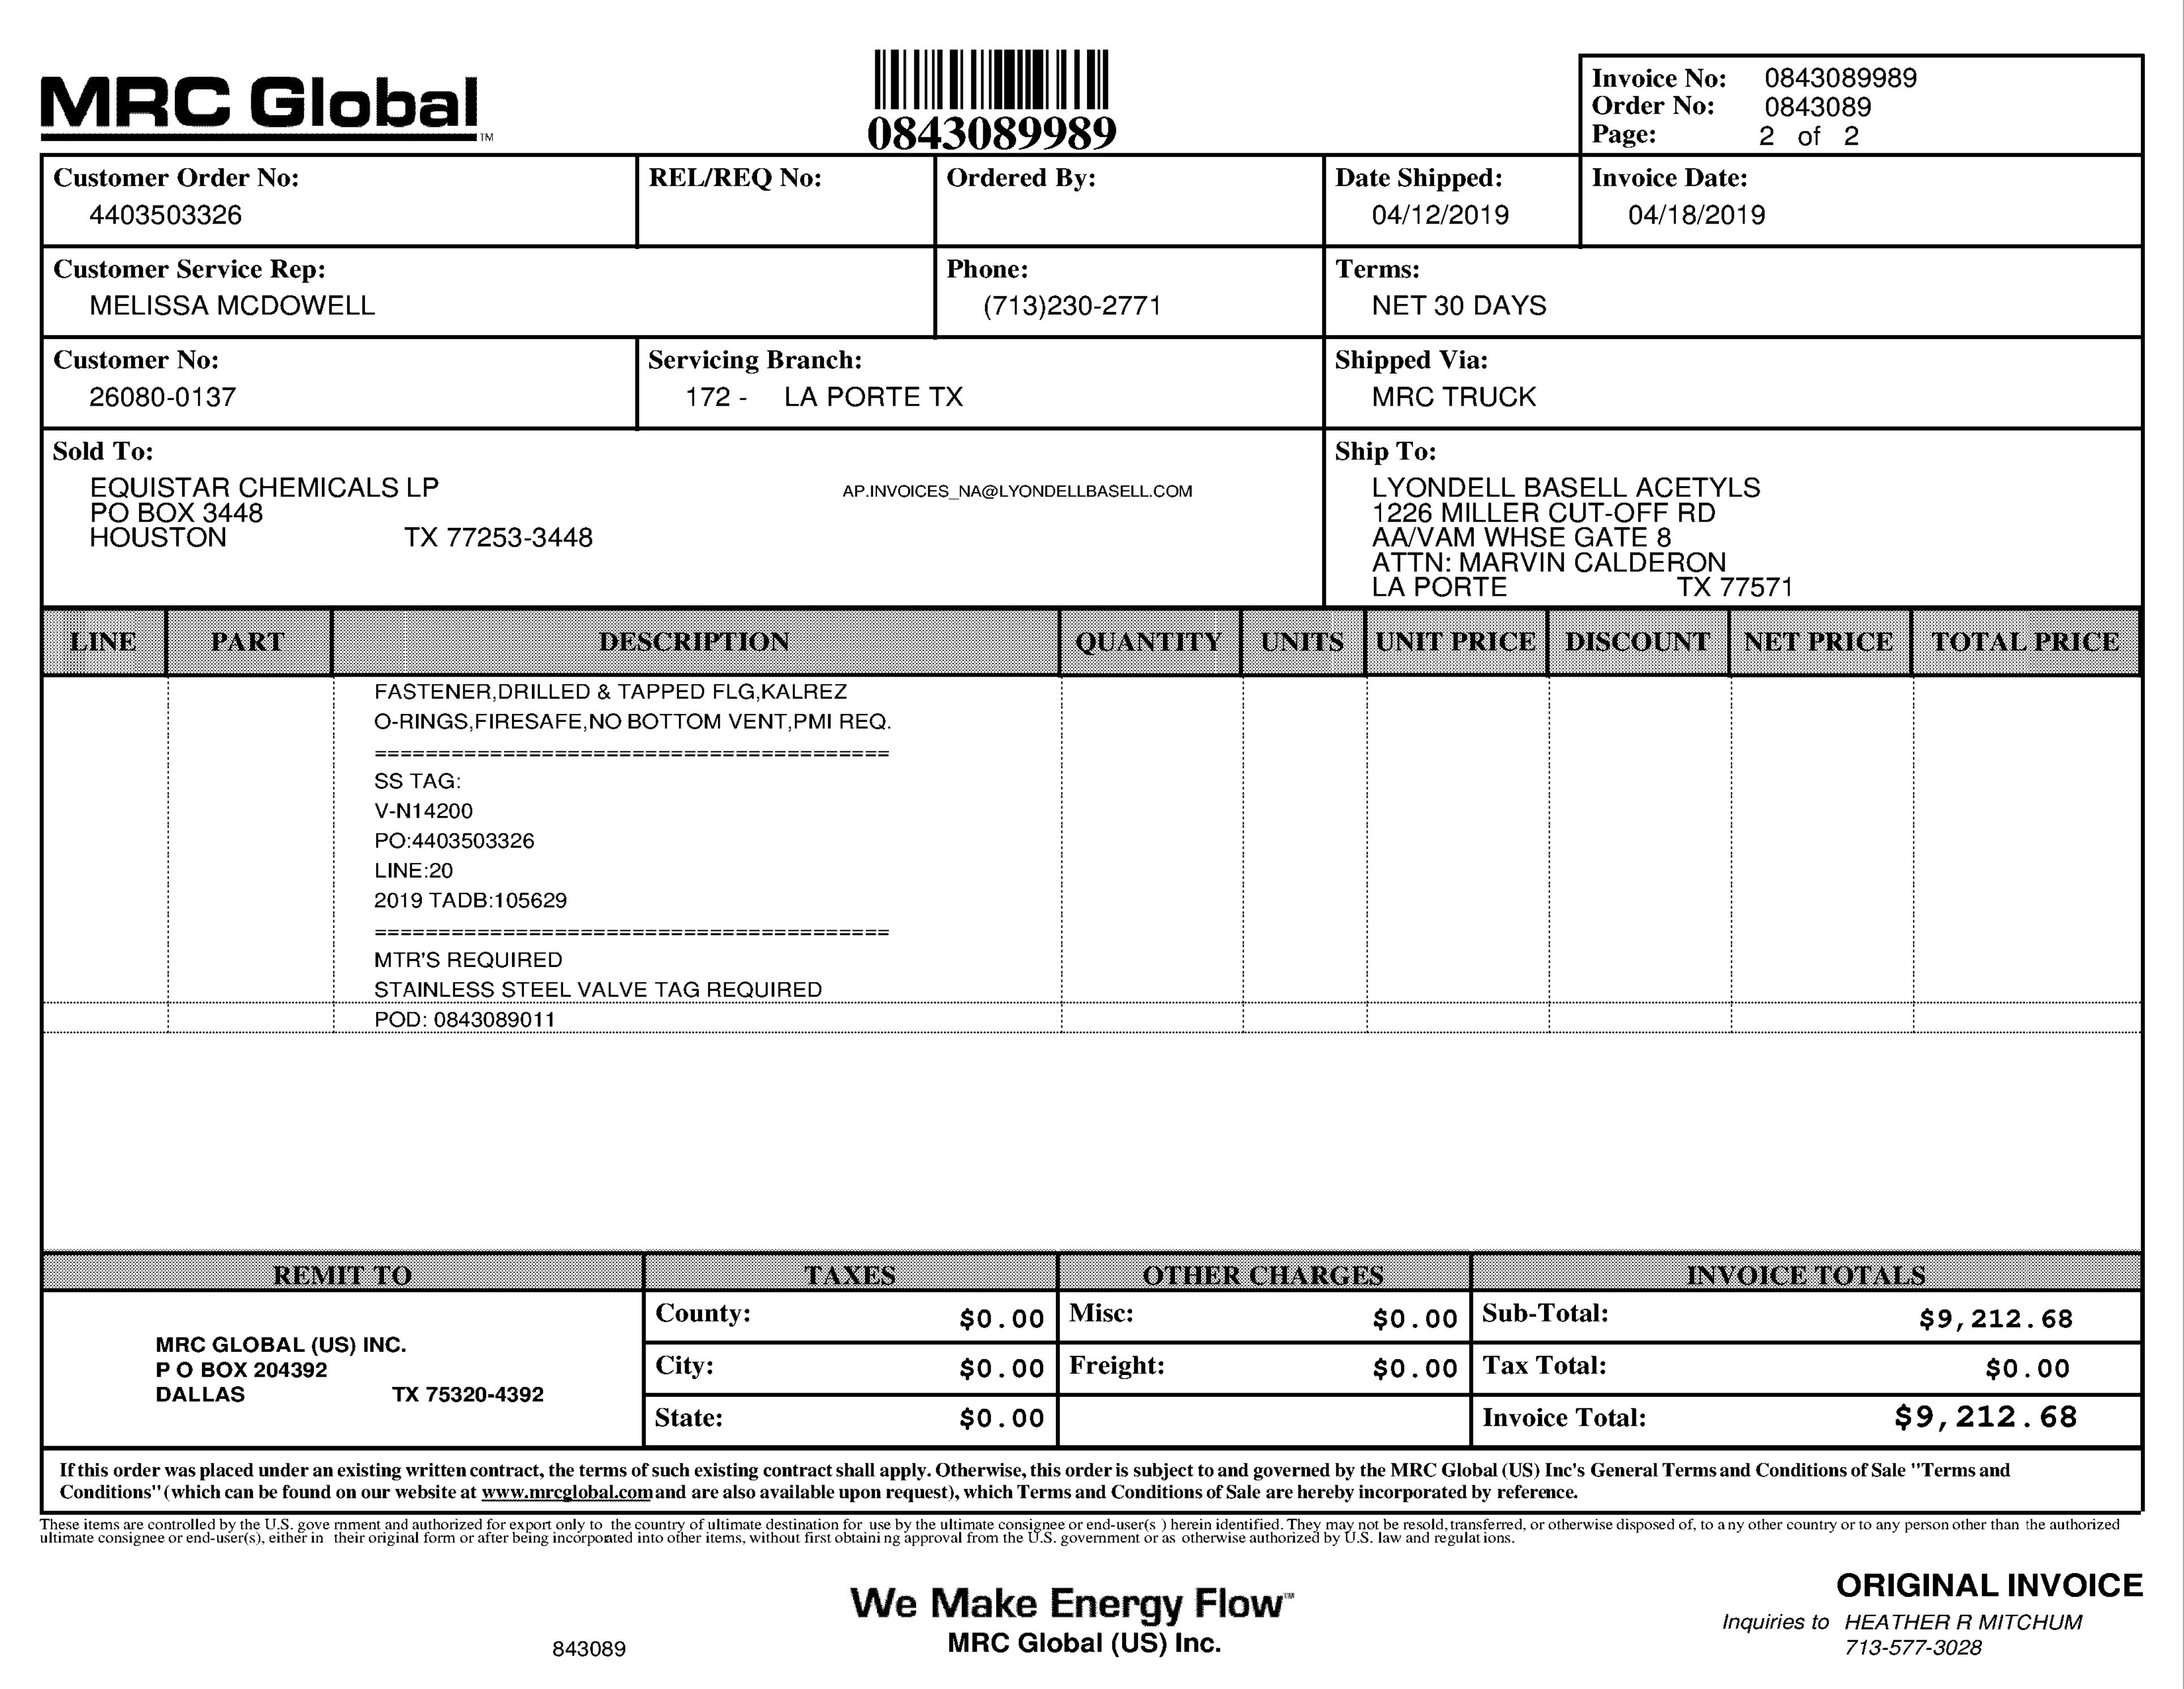 MRC Global™
0843089989
Invoice No: 0843089989
Order No: 0843089
Page: 2 of 2
Customer Order No:
4403503326
REL/REQ No:
Ordered By:
Date Shipped:
04/12/2019
Invoice Date:
04/18/2019
Customer Service Rep:
MELISSA MCDOWELL
Phone:
(713)230-2771
Terms:
NET 30 DAYS
Customer No:
26080-0137
Servicing Branch:
172 - LA PORTE TX
Shipped Via:
MRC TRUCK
Sold To:
EQUISTAR CHEMICALS LP
PO BOX 3448
HOUSTON TX 77253-3448
AP.INVOICES_NA@LYONDELLBASELL.COM
Ship To:
LYONDELL BASELL ACETYLS
1226 MILLER CUT-OFF RD
AA/VAM WHSE GATE 8
ATTN: MARVIN CALDERON
LA PORTE TX 77571
LINE PART DESCRIPTION QUANTITY UNITS UNIT PRICE DISCOUNT NET PRICE TOTAL PRICE
FASTENER,DRILLED & TAPPED FLG,KALREZ
O-RINGS,FIRESAFE,NO BOTTOM VENT,PMI REQ.
========================================
SS TAG:
V-N14200
PO:4403503326
LINE:20
2019 TADB:105629
========================================
MTR'S REQUIRED
STAINLESS STEEL VALVE TAG REQUIRED
POD: 0843089011
REMIT TO TAXES OTHER CHARGES INVOICE TOTALS
MRC GLOBAL (US) INC.
P O BOX 204392
DALLAS TX 75320-4392
County: $0.00 Misc: $0.00 Sub-Total: $9,212.68
City: $0.00 Freight: $0.00 Tax Total: $0.00
State: $0.00 Invoice Total: $9,212.68
If this order was placed under an existing written contract, the terms of such existing contract shall apply. Otherwise, this order is subject to and governed by the MRC Global (US) Inc's General Terms and Conditions of Sale "Terms and
Conditions" (which can be found on our website at www.mrcglobal.com and are also available upon request), which Terms and Conditions of Sale are hereby incorporated by reference.
These items are controlled by the U.S. gove rnment and authorized for export only to the country of ultimate destination for use by the ultimate consignee or end-user(s ) herein identified. They may not be resold, transferred, or otherwise disposed of, to a ny other country or to any person other than the authorized
ultimate consignee or end-user(s), either in their original form or after being incorporated into other items, without first obtaini ng approval from the U.S. government or as otherwise authorized by U.S. law and regulat ions.
We Make Energy Flow™
MRC Global (US) Inc.
843089
ORIGINAL INVOICE
Inquiries to HEATHER R MITCHUM
713-577-3028